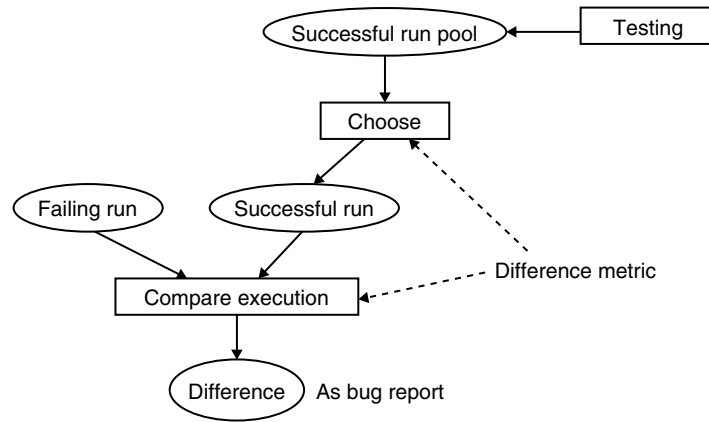 Successful run pool
Testing
Choose
Failing run
Successful run
Difference metric
Compare execution
Difference
As bug report